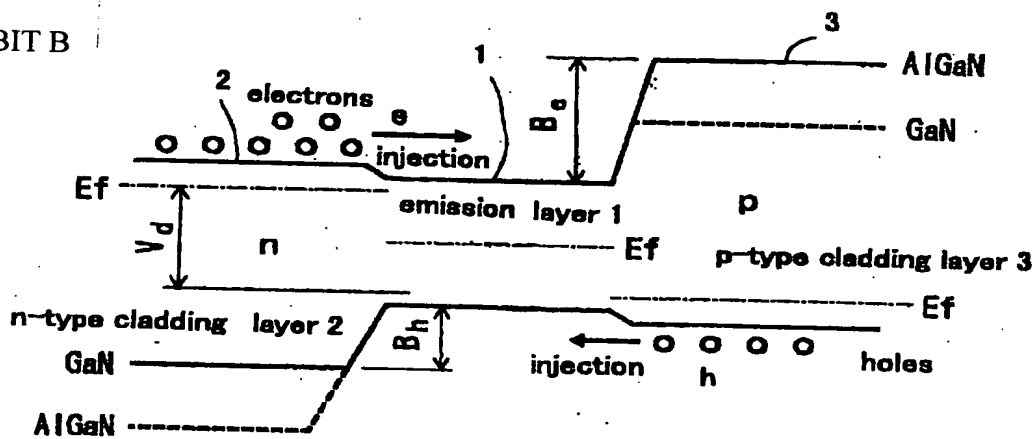 BIT B
3
1
AlGaN
2
electrons
Be
GaN
e
injection
Ef
emission layer 1
p
Vd
n
Ef
p-type cladding layer 3
Ef
n-type cladding layer 2
Bh
GaN
injection
h
holes
AlGaN